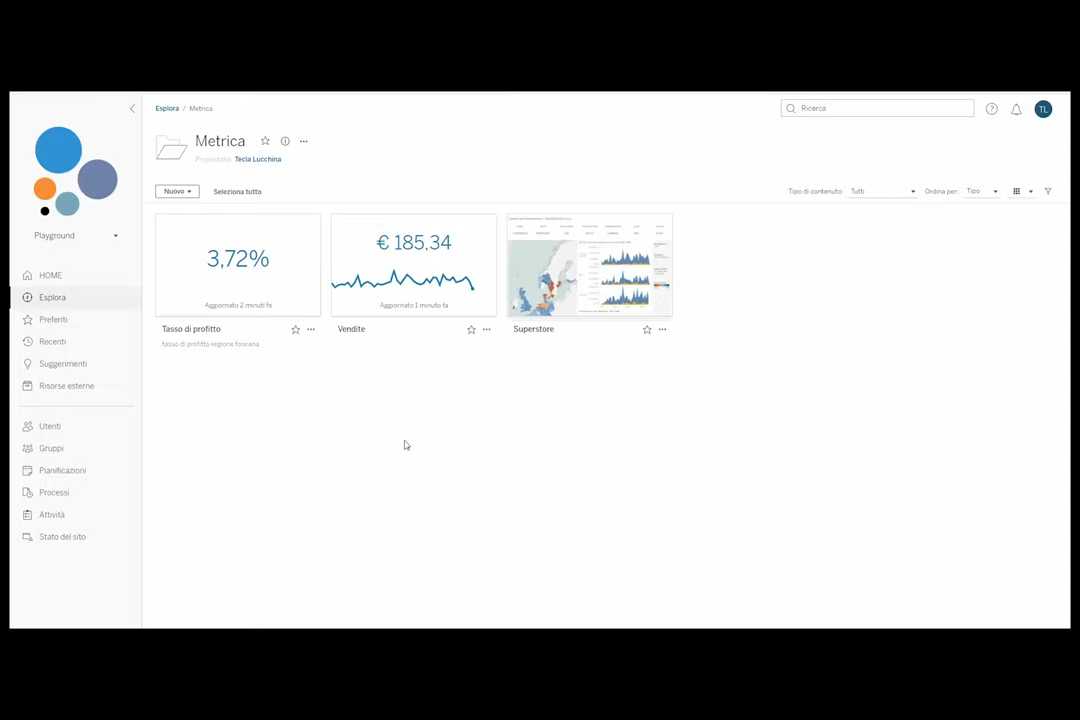 Esplora / Metrica
Ricerca
TL
Metrica
Proprietario: Tecla Lucchina
Nuovo
Seleziona tutto
Tipo di contenuto: Tutti
Ordina per: Tipo
Playground
HOME
Esplora
Preferiti
Recenti
Suggerimenti
Risorse esterne
Utenti
Gruppi
Pianificazioni
Processi
Attività
Stato del sito
3,72%
Aggiornato 2 minuti fa
Tasso di profitto
tasso di profitto regione toscana
€ 185,34
Aggiornato 1 minuto fa
Vendite
Superstore